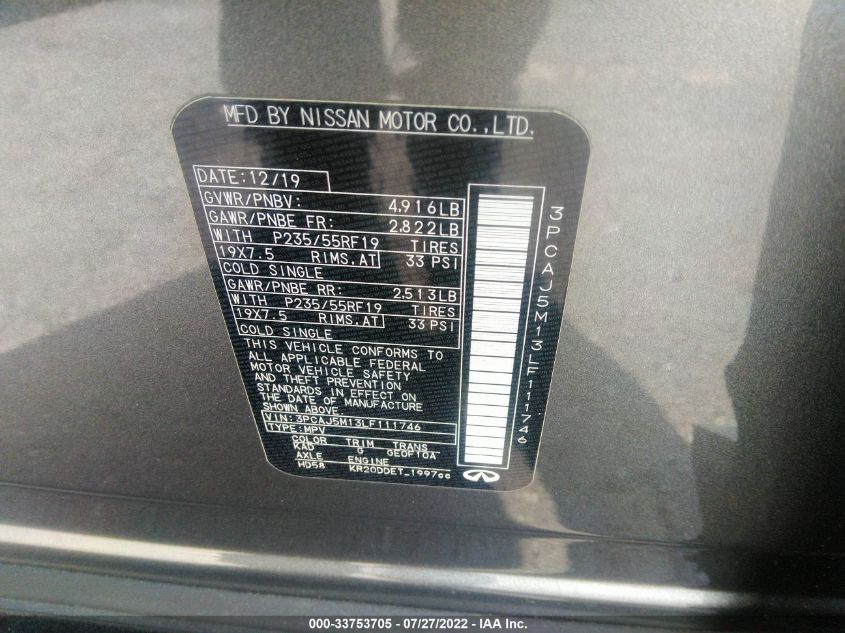 MFD BY NISSAN MOTOR CO.,LTD.
DATE:12/19
GVWR/PNBV: 4,916LB
GAWR/PNBE FR: 2,822LB
WITH P235/55RF19 TIRES
19X7.5 RIMS,AT 33 PSI
COLD SINGLE
GAWR/PNBE RR: 2,513LB
WITH P235/55RF19 TIRES
19X7.5 RIMS,AT 33 PSI
COLD SINGLE
THIS VEHICLE CONFORMS TO
ALL APPLICABLE FEDERAL
MOTOR VEHICLE SAFETY
AND THEFT PREVENTION
STANDARDS IN EFFECT ON
THE DATE OF MANUFACTURE
SHOWN ABOVE
VIN:3PCAJ5M13LF111746
TYPE:MPV
COLOR TRIM TRANS
KAD G GEOF10A
AXLE ENGINE
HD58 KR20DDET_1997cc
3PCAJ5M13LF111746
000-33753705 - 07/27/2022 - IAA Inc.